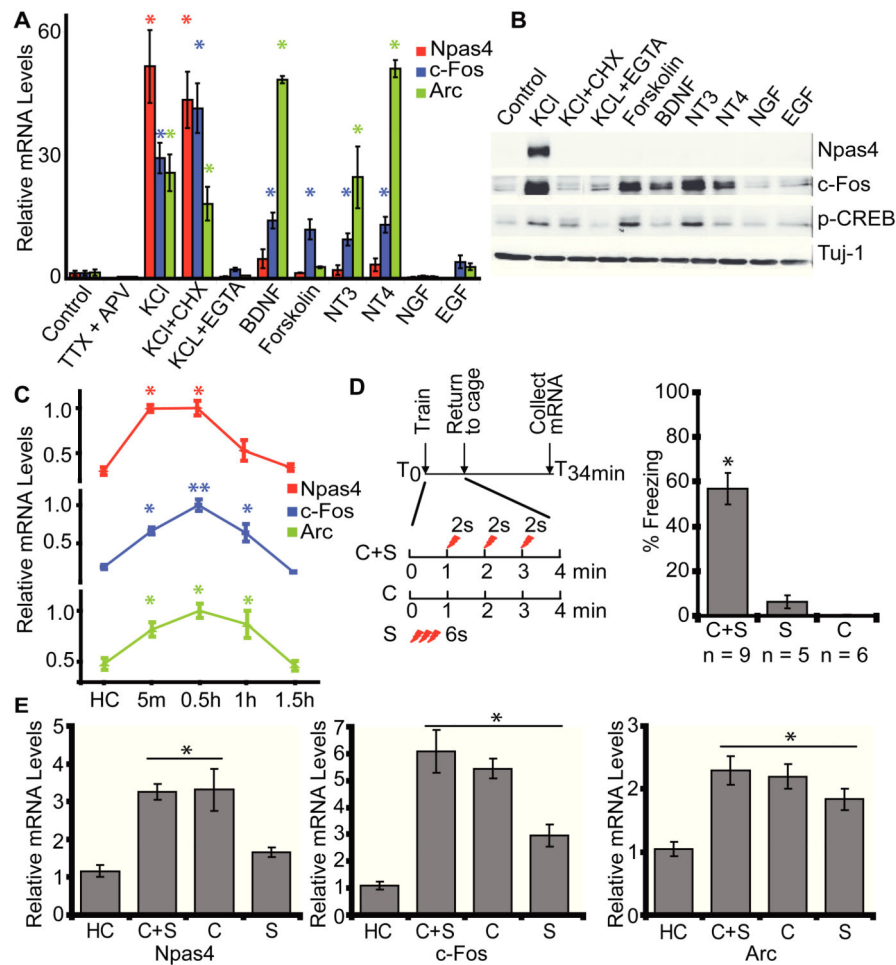 A
Relative mRNA Levels
60
30
0
Npas4
c-Fos
Arc
* * * * * * * * * * * * *
Control
TTX + APV
KCl
KCl+CHX
KCL+EGTA
BDNF
Forskolin
NT3
NT4
NGF
EGF
B
Control
KCl
KCl+CHX
KCL+EGTA
Forskolin
BDNF
NT3
NT4
NGF
EGF
Npas4
c-Fos
p-CREB
Tuj-1
C
Relative mRNA Levels
1.0
0.5
1.0
0.5
1.0
0.5
* *
* ** *
* * *
Npas4
c-Fos
Arc
HC 5m 0.5h 1h 1.5h
D
Train
Return to cage
Collect mRNA
T0
T34min
2s 2s 2s
C+S
0 1 2 3 4 min
C
0 1 2 3 4 min
S
6s
% Freezing
100
80
60
40
20
0
*
C+S S C
n = 9 n = 5 n = 6
E
Relative mRNA Levels
5
4
3
2
1
0
*
HC C+S C S
Npas4
Relative mRNA Levels
7
6
5
4
3
2
1
0
*
HC C+S C S
c-Fos
Relative mRNA Levels
3
2
1
0
*
HC C+S C S
Arc